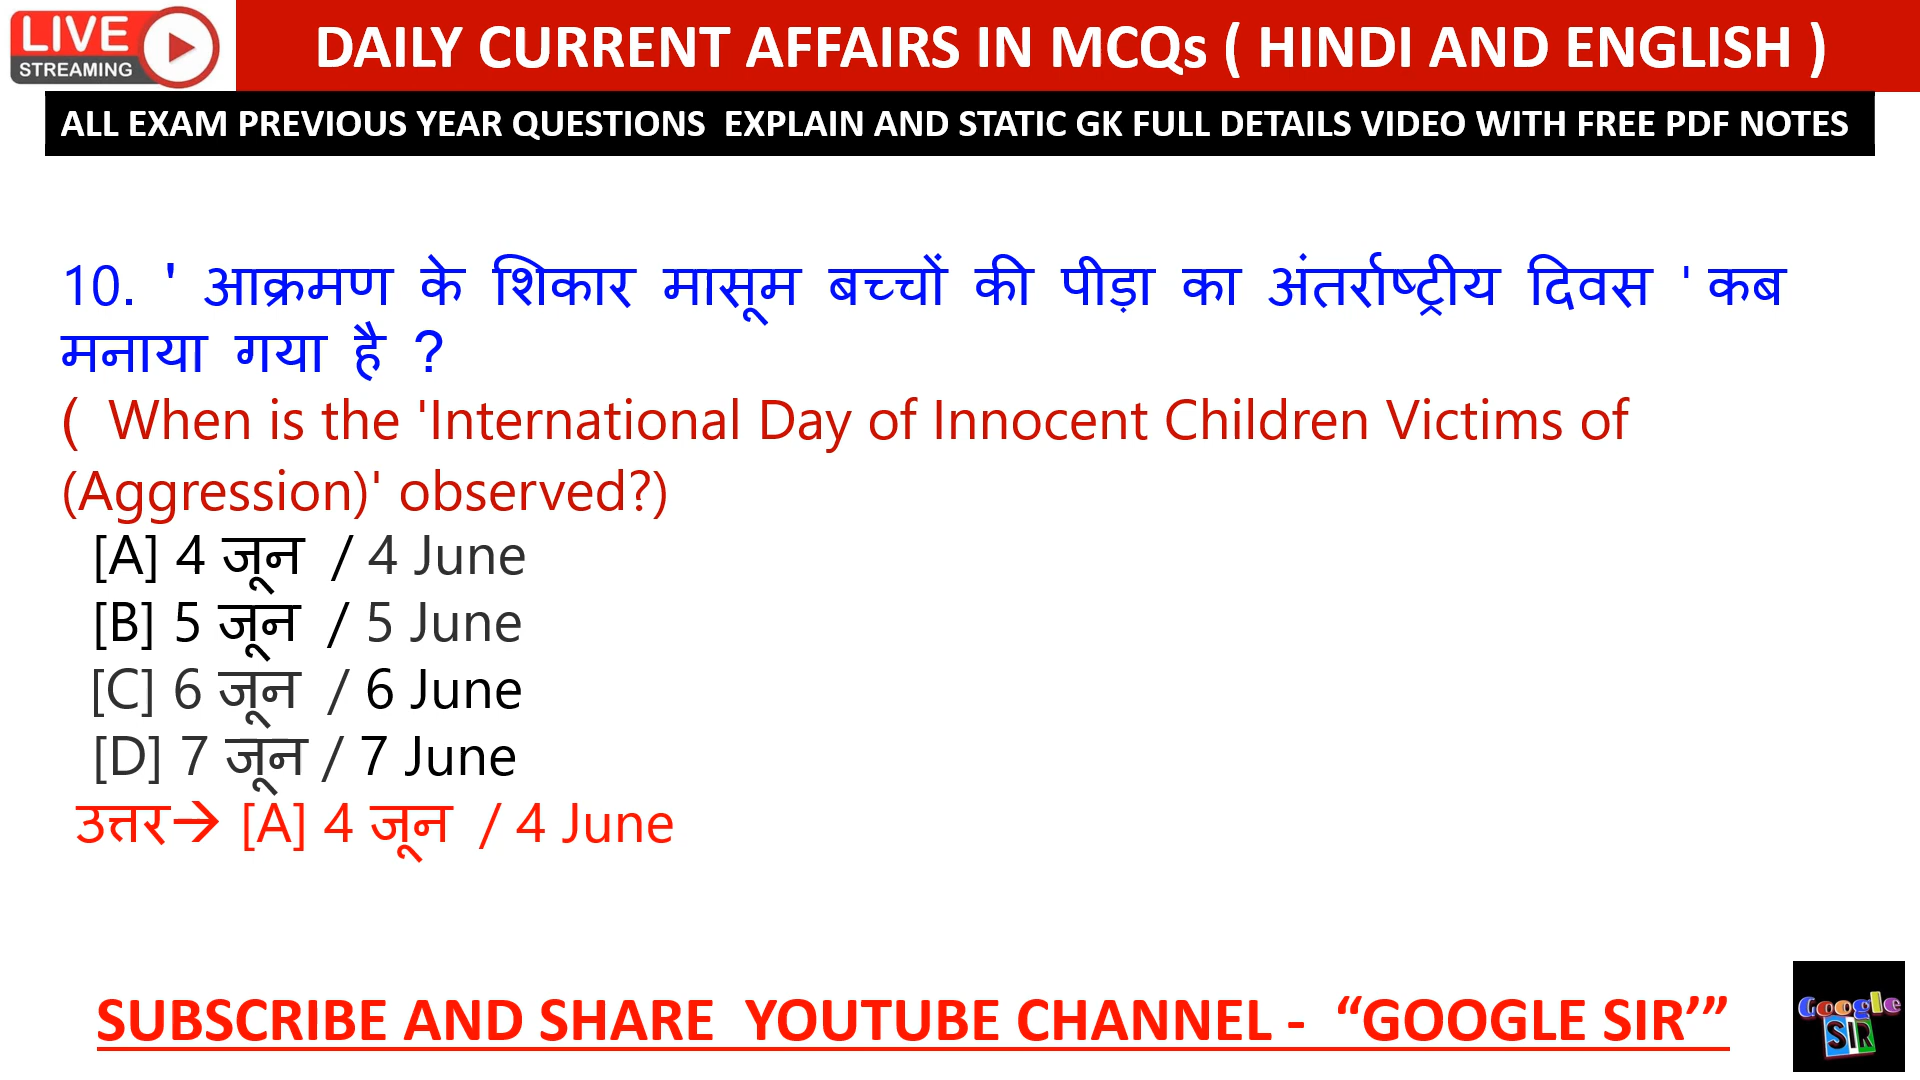 LIVE
STREAMING
DAILY CURRENT AFFAIRS IN MCQs ( HINDI AND ENGLISH )
ALL EXAM PREVIOUS YEAR QUESTIONS EXPLAIN AND STATIC GK FULL DETAILS VIDEO WITH FREE PDF NOTES
10. ' आक्रमण के शिकार मासूम बच्चों की पीड़ा का अंतर्राष्ट्रीय दिवस ' कब
मनाया गया है ?
( When is the 'International Day of Innocent Children Victims of
(Aggression)' observed?)
[A] 4 जून / 4 June
[B] 5 जून / 5 June
[C] 6 जून / 6 June
[D] 7 जून / 7 June
उत्तर→ [A] 4 जून / 4 June
SUBSCRIBE AND SHARE YOUTUBE CHANNEL - “GOOGLE SIR’”
Google
SIR